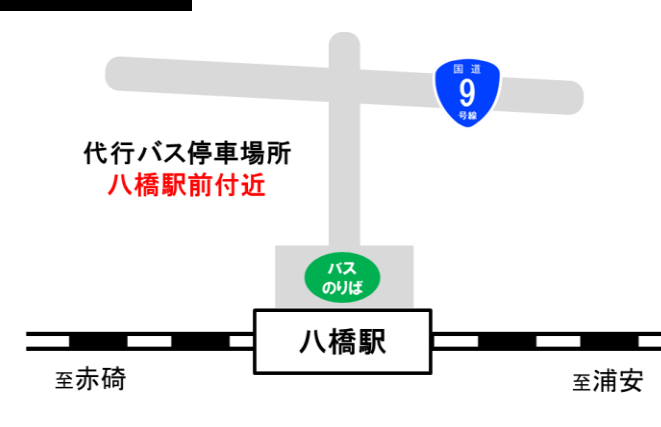 国道
9
号線
代行バス停車場所
八橋駅前付近
バス
のりば
八橋駅
至赤碕
至浦安